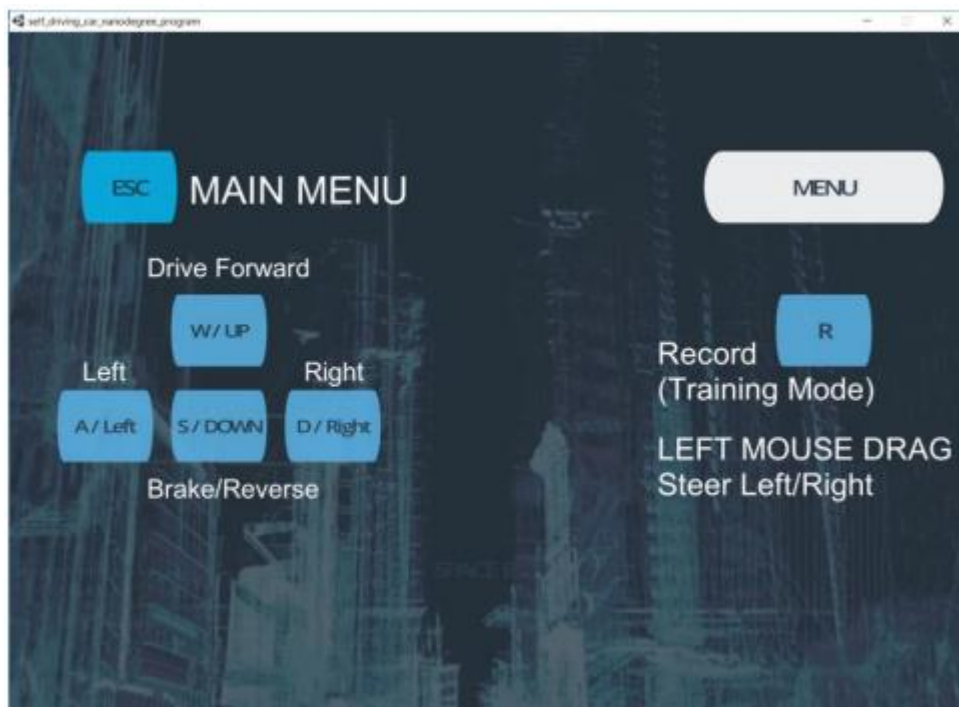 self_driving_car_nanodegree_program
ESC
MAIN MENU
MENU
Drive Forward
W / UP
R
Left
Right
Record
(Training Mode)
A / Left
S / DOWN
D / Right
LEFT MOUSE DRAG
Steer Left/Right
Brake/Reverse